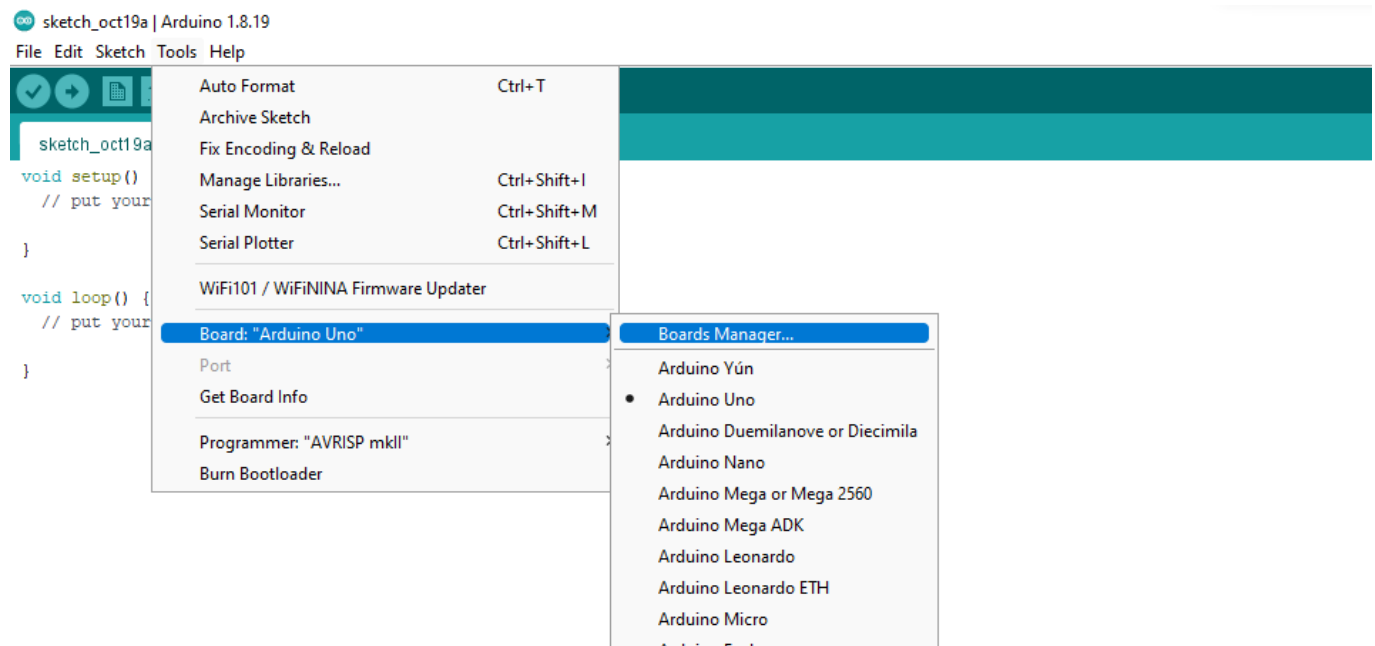 sketch_oct19a | Arduino 1.8.19
File Edit Sketch Tools Help
sketch_oct19a
void setup()
// put your
}
void loop() {
// put your
}
Auto Format Ctrl+T
Archive Sketch
Fix Encoding & Reload
Manage Libraries... Ctrl+Shift+I
Serial Monitor Ctrl+Shift+M
Serial Plotter Ctrl+Shift+L
WiFi101 / WiFiNINA Firmware Updater
Board: "Arduino Uno"
Port
Get Board Info
Programmer: "AVRISP mkII"
Burn Bootloader
Boards Manager...
Arduino Yún
Arduino Uno
Arduino Duemilanove or Diecimila
Arduino Nano
Arduino Mega or Mega 2560
Arduino Mega ADK
Arduino Leonardo
Arduino Leonardo ETH
Arduino Micro